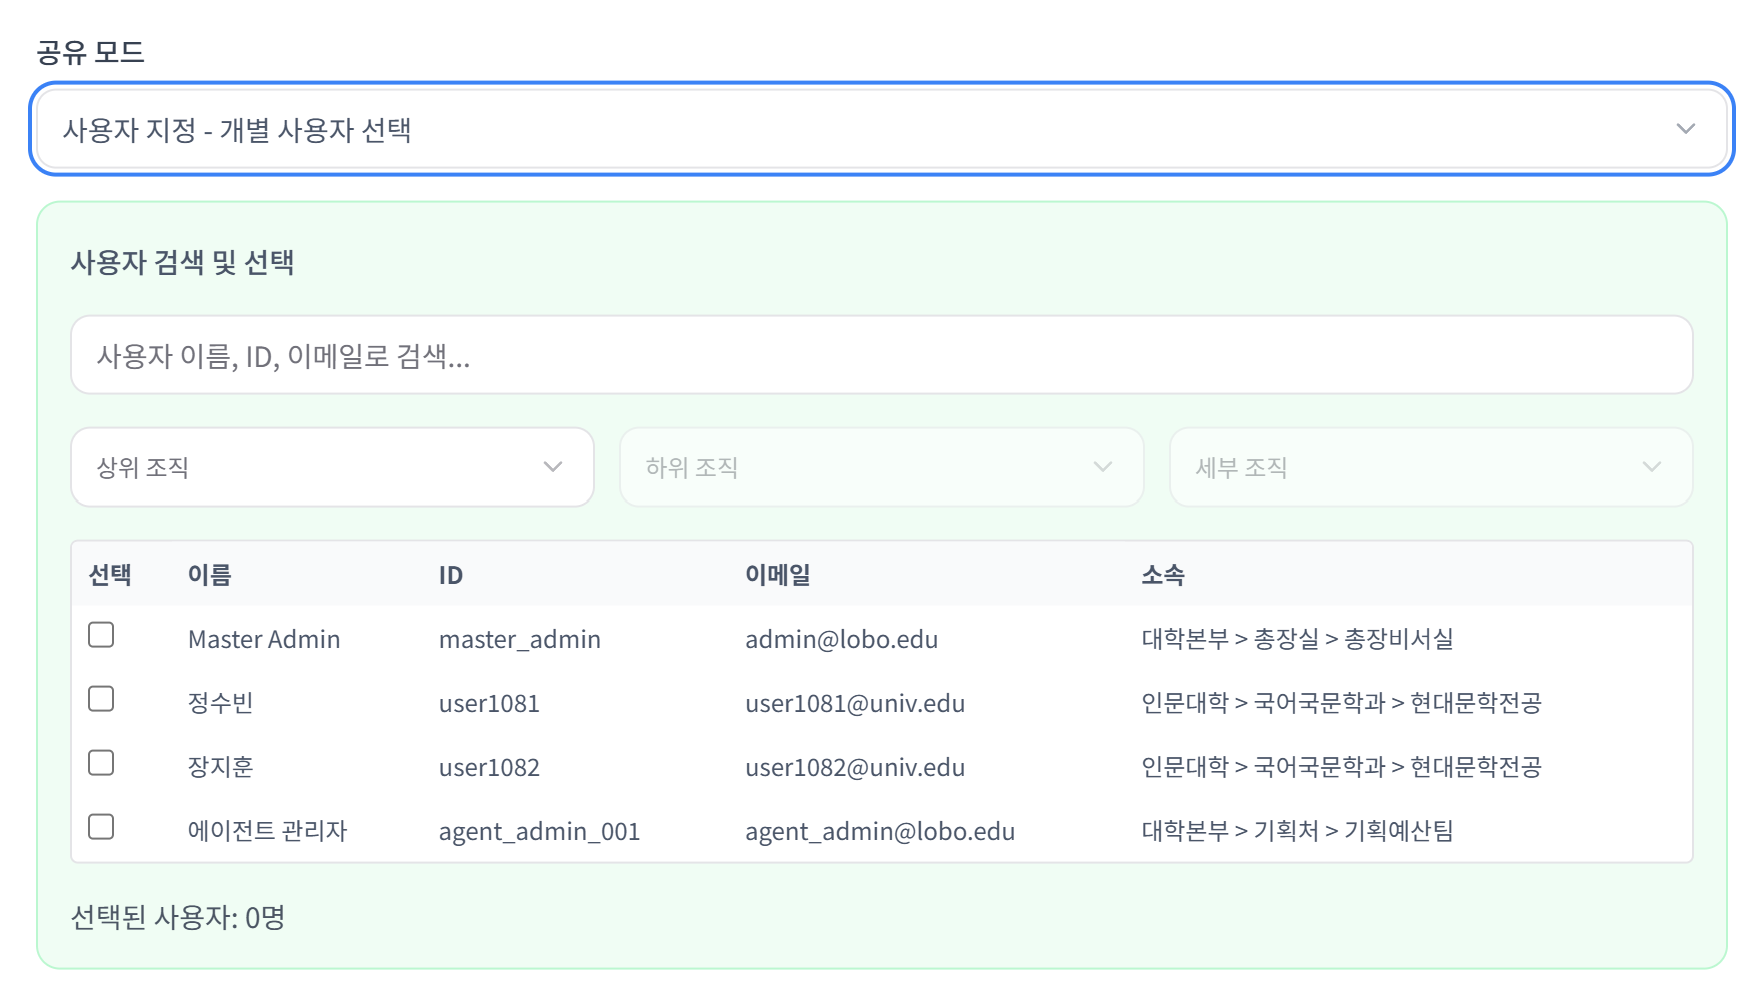 공유 모드
사용자 지정 - 개별 사용자 선택
사용자 검색 및 선택
사용자 이름, ID, 이메일로 검색...
상위 조직 하위 조직 세부 조직
선택 이름 ID 이메일 소속
Master Admin master_admin admin@lobo.edu 대학본부 > 총장실 > 총장비서실
정수빈 user1081 user1081@univ.edu 인문대학 > 국어국문학과 > 현대문학전공
장지훈 user1082 user1082@univ.edu 인문대학 > 국어국문학과 > 현대문학전공
에이전트 관리자 agent_admin_001 agent_admin@lobo.edu 대학본부 > 기획처 > 기획예산팀
선택된 사용자: 0명